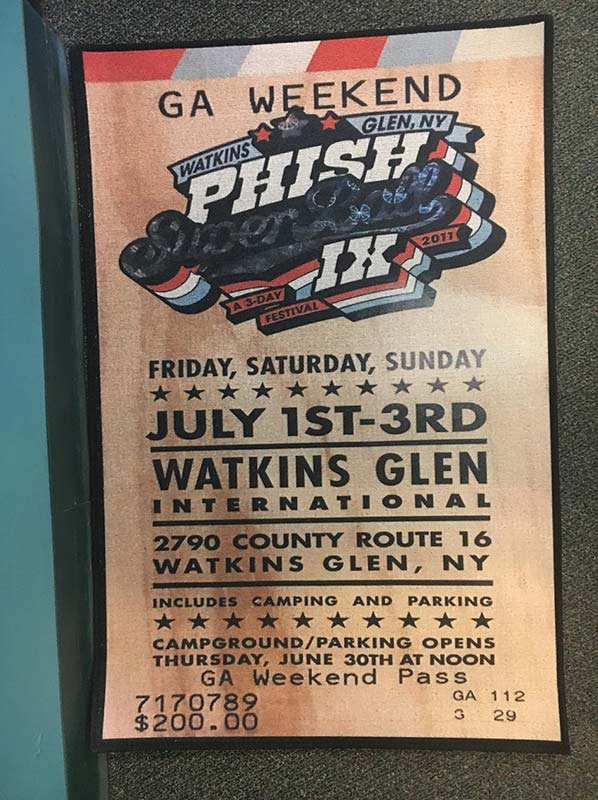 GA WEEKEND
WATKINS
GLEN, NY
PHISH
Super Ball
IX
2011
A 3-DAY
FESTIVAL
FRIDAY, SATURDAY, SUNDAY
JULY 1ST-3RD
WATKINS GLEN
INTERNATIONAL
2790 COUNTY ROUTE 16
WATKINS GLEN, NY
INCLUDES CAMPING AND PARKING
CAMPGROUND/PARKING OPENS
THURSDAY, JUNE 30TH AT NOON
GA Weekend Pass
7170789
$200.00
GA 112
3 29